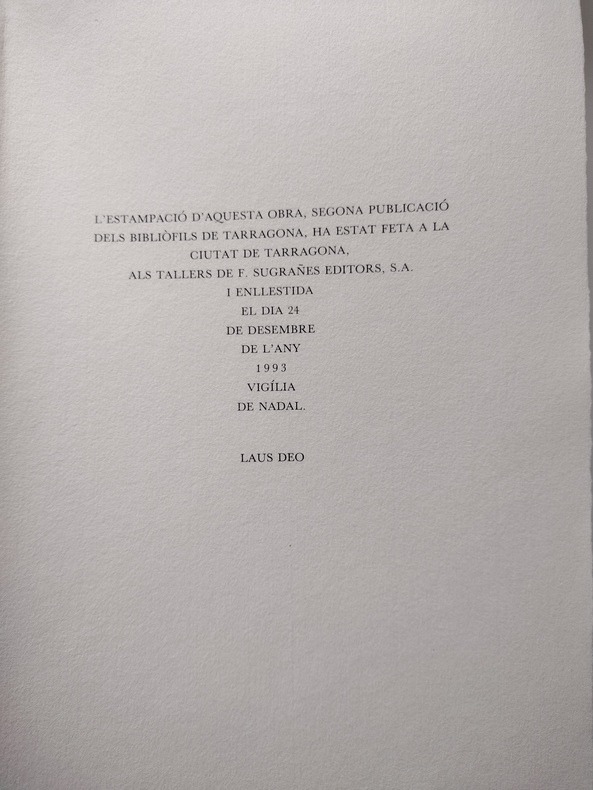 L'ESTAMPACIÓ D'AQUESTA OBRA, SEGONA PUBLICACIÓ
DELS BIBLIÒFILS DE TARRAGONA, HA ESTAT FETA A LA
CIUTAT DE TARRAGONA,
ALS TALLERS DE F. SUGRAÑES EDITORS, S.A.
I ENLLESTIDA
EL DIA 24
DE DESEMBRE
DE L'ANY
1993
VIGÍLIA
DE NADAL.
LAUS DEO